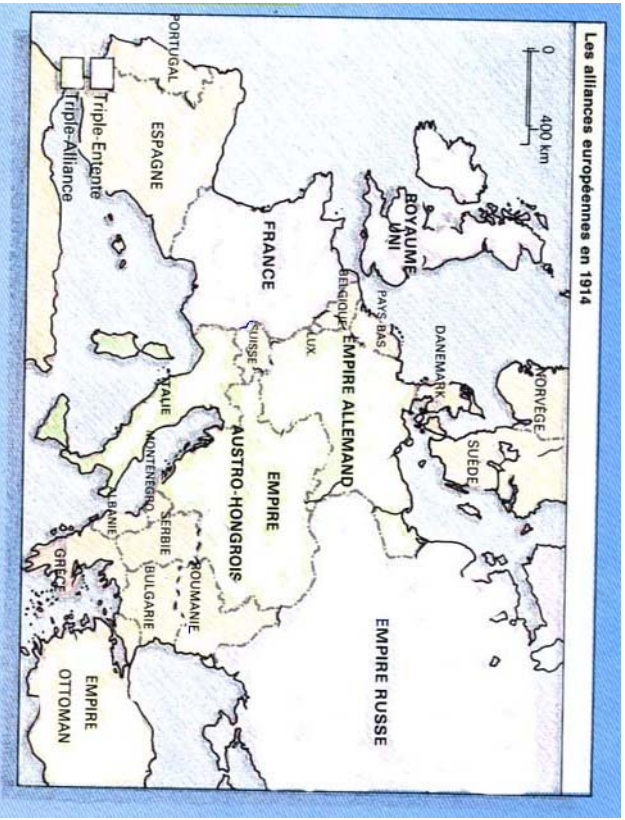 Les alliances européennes en 1914
0 400 km
NORVÈGE
SUÈDE
DANEMARK
ROYAUME
UNI
PAYS-BAS
BELGIQUE
LUX
EMPIRE ALLEMAND
EMPIRE RUSSE
FRANCE
SUISSE
EMPIRE
AUSTRO-HONGROIS
ROUMANIE
PORTUGAL
ESPAGNE
ITALIE
MONTENEGRO
SERBIE
BULGARIE
ALBANIE
GRÈCE
EMPIRE
OTTOMAN
Triple-Entente
Triple-Alliance